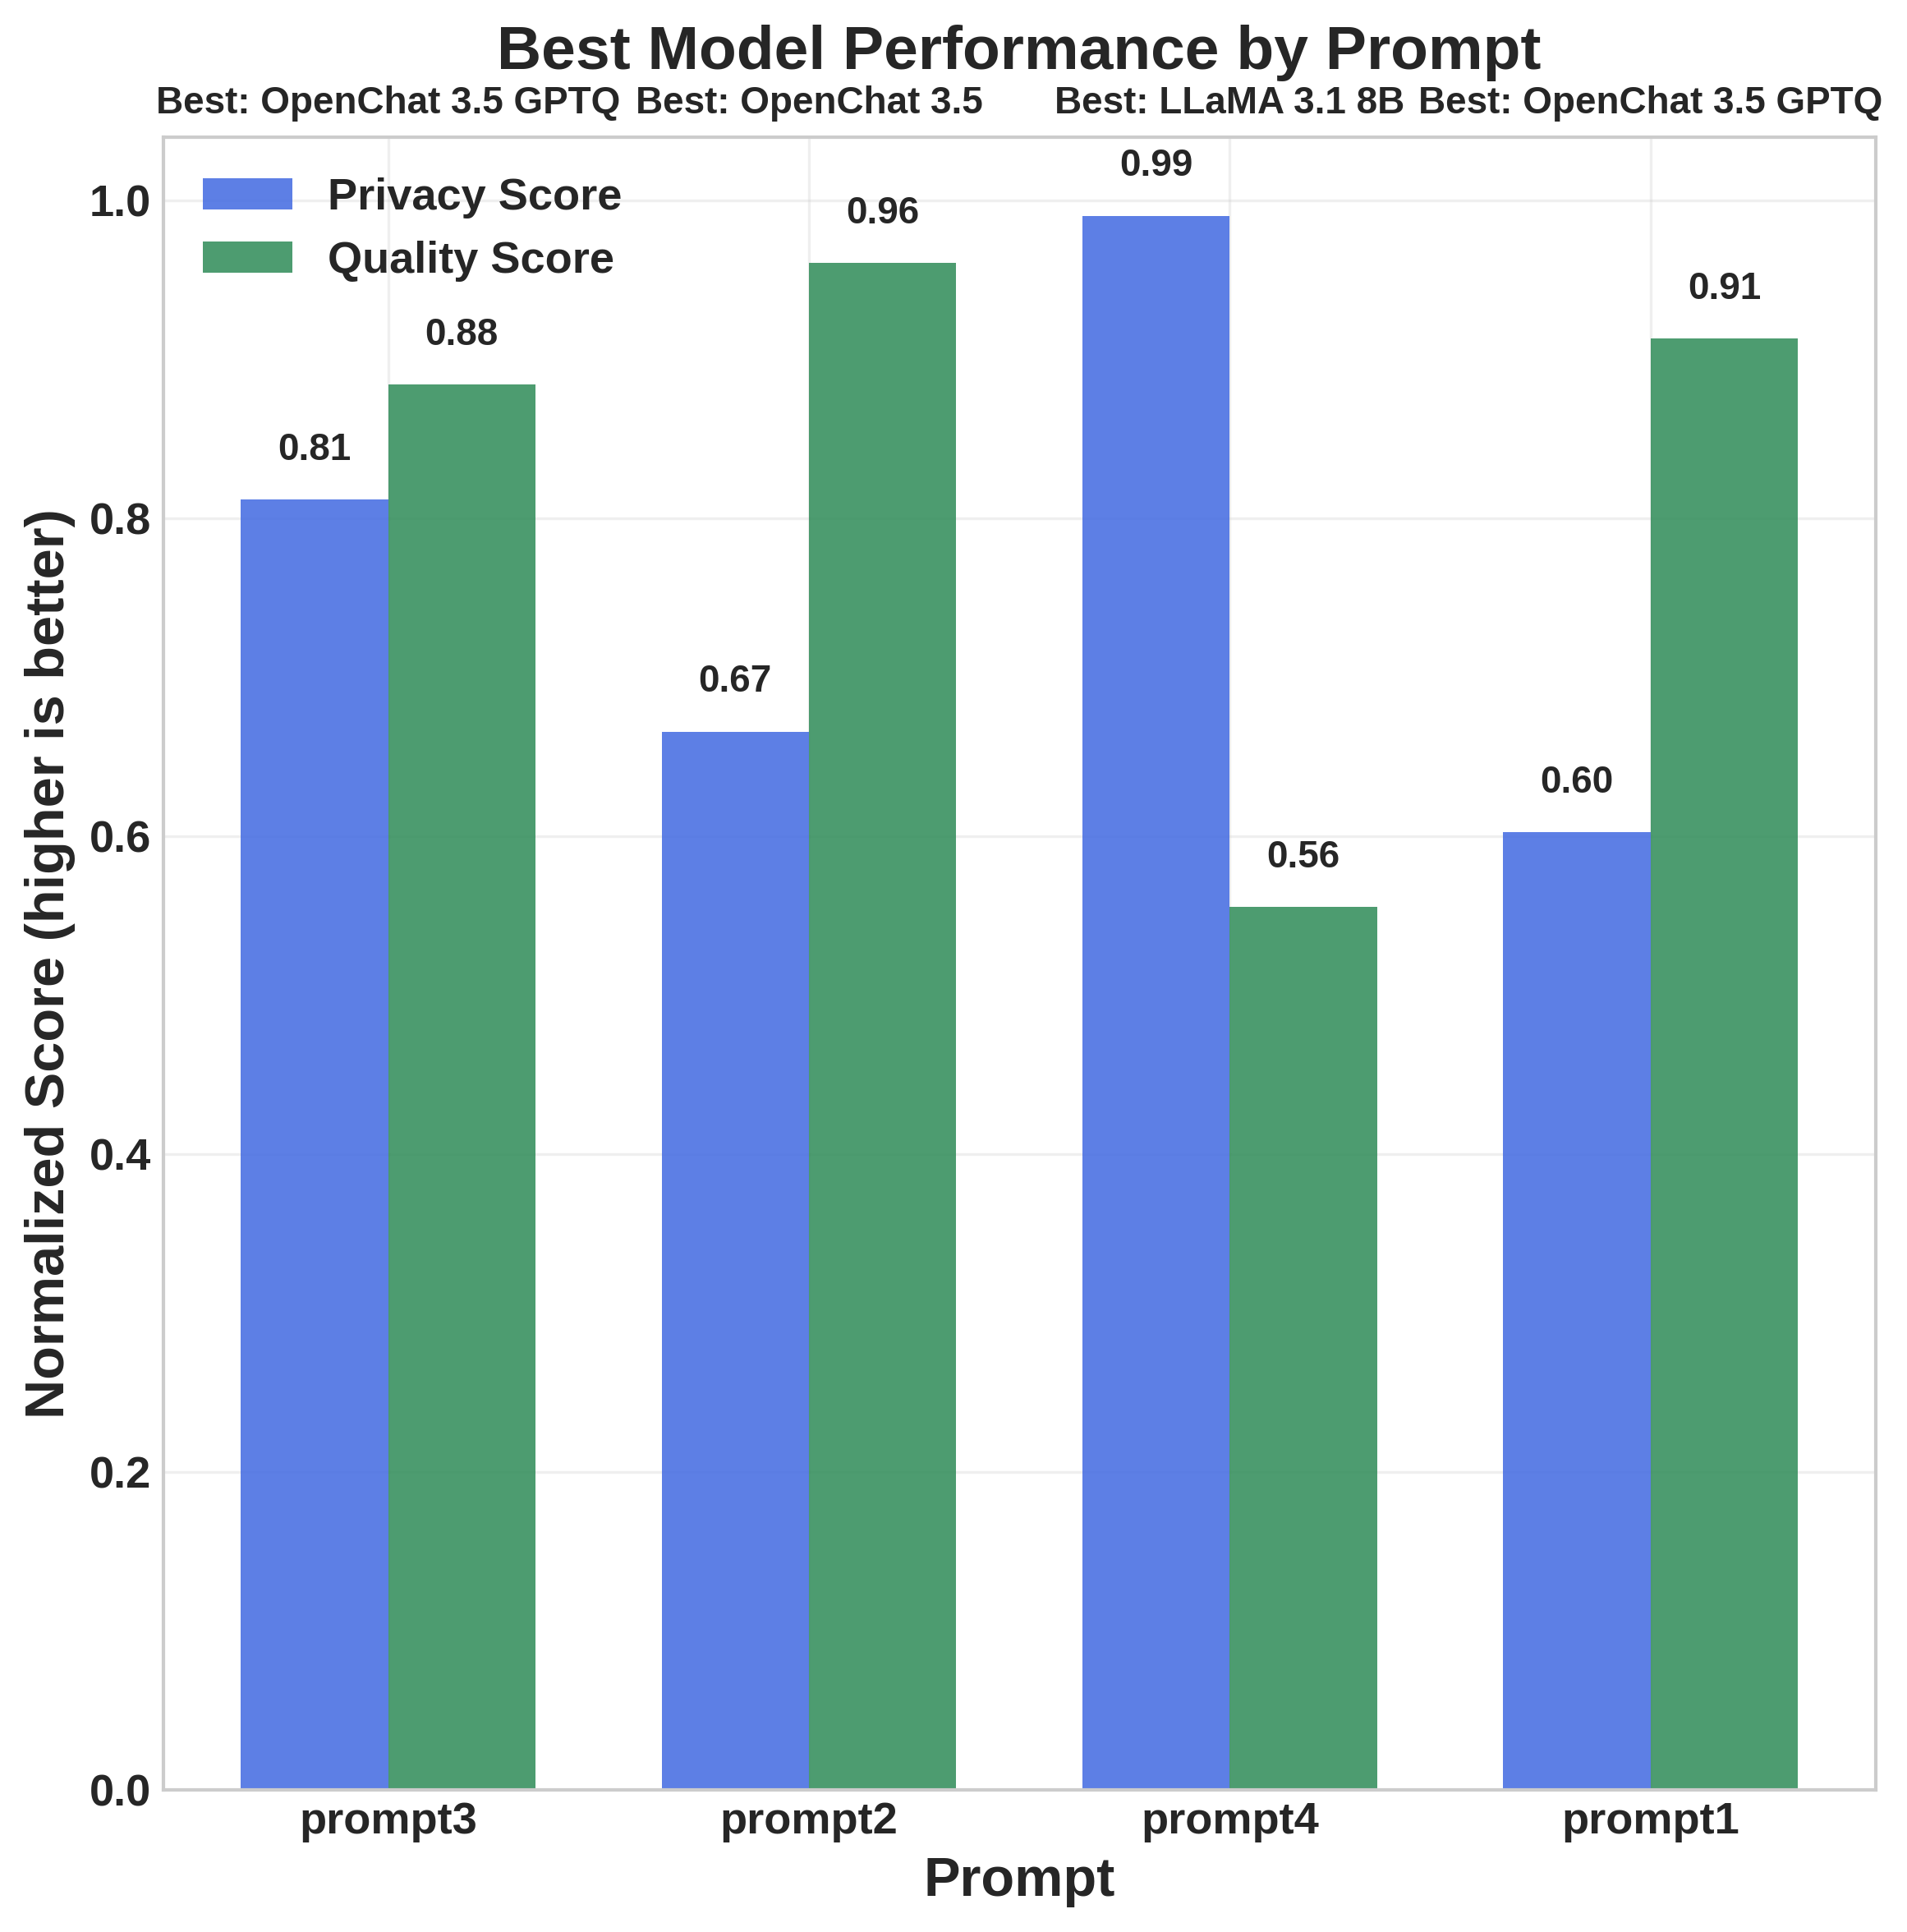 Best Model Performance by Prompt
Best: OpenChat 3.5 GPTQ
Best: OpenChat 3.5
Best: LLaMA 3.1 8B
Best: OpenChat 3.5 GPTQ
Privacy Score
Quality Score
Normalized Score (higher is better)
1.0
0.8
0.6
0.4
0.2
0.0
0.81
0.88
0.67
0.96
0.99
0.56
0.60
0.91
prompt3
prompt2
prompt4
prompt1
Prompt